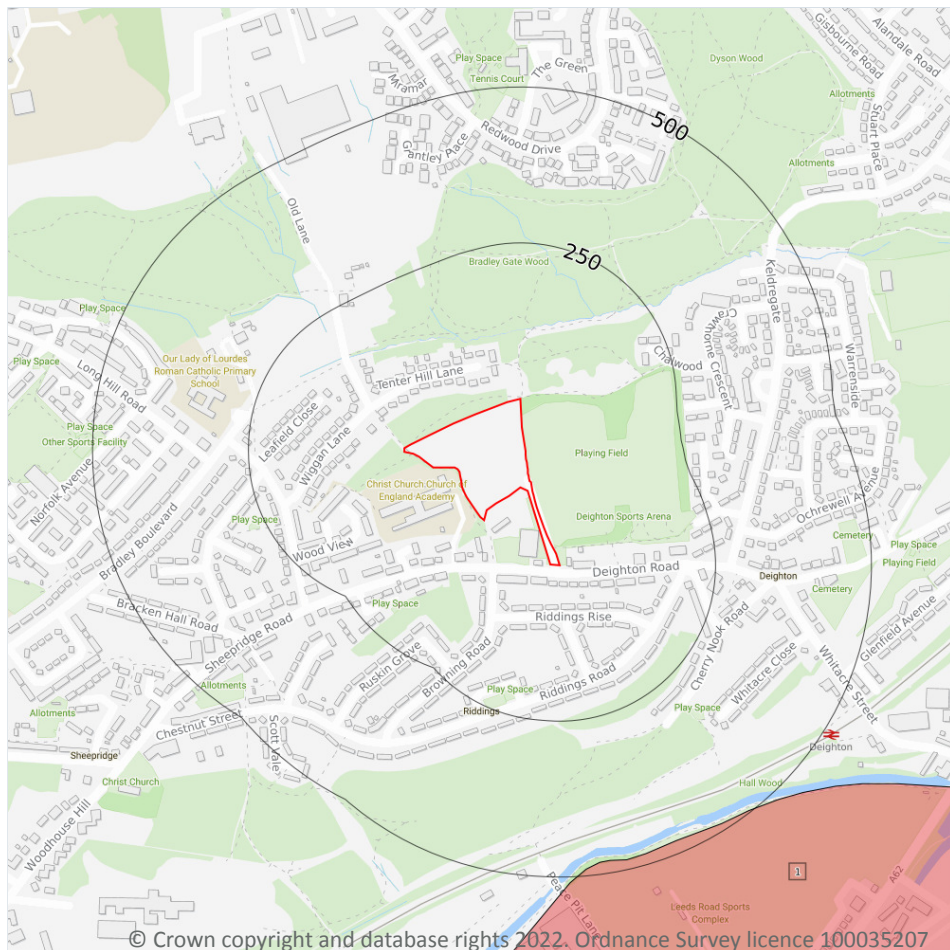 Play Space
Tennis Court
The Green
Miramar
Grantley Place
Redwood Drive
500
Dyson Wood
Gisbourne Road
Alandale Road
Allotments
Stuart Place
Allotments
Old Lane
250
Bradley Gate Wood
Keldregate
Play Space
Play Space
Long Hill Road
Our Lady of Lourdes
Roman Catholic Primary
School
Tenter Hill Lane
Chalwood
Cawthorne Crescent
Warrenside
Play Space
Other Sports Facility
Leafield Close
Wiggan Lane
Norfolk Avenue
Christ Church Church of
England Academy
Playing Field
Ochrewell Avenue
Play Space
Deighton Sports Arena
Bradley Boulevard
Wood View
Cemetery
Play Space
Playing Field
Deighton Road
Deighton
Cemetery
Bracken Hall Road
Play Space
Riddings Rise
Sheepridge Road
Glenfield Avenue
Ruskin Grove
Browning Road
Cherry Nook Road
Whitacre Close
Whitacre Street
Allotments
Play Space
Riddings Road
Play Space
Allotments
Chestnut Street
Riddings
Scott Vale
Deighton
Sheepridge
Christ Church
Hall Wood
Woodhouse Hill
1
A62
Peace Pit Lane
Leeds Road Sports
Complex
© Crown copyright and database rights 2022. Ordnance Survey licence 100035207